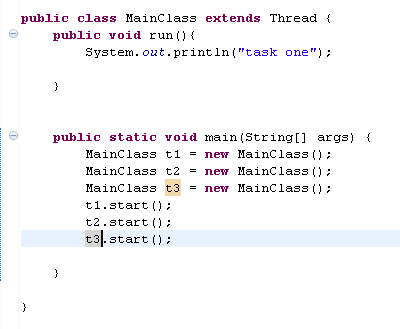 public class MainClass extends Thread {
public void run(){
System.out.println("task one");
}
public static void main(String[] args) {
MainClass t1 = new MainClass();
MainClass t2 = new MainClass();
MainClass t3 = new MainClass();
t1.start();
t2.start();
t3.start();
}
}